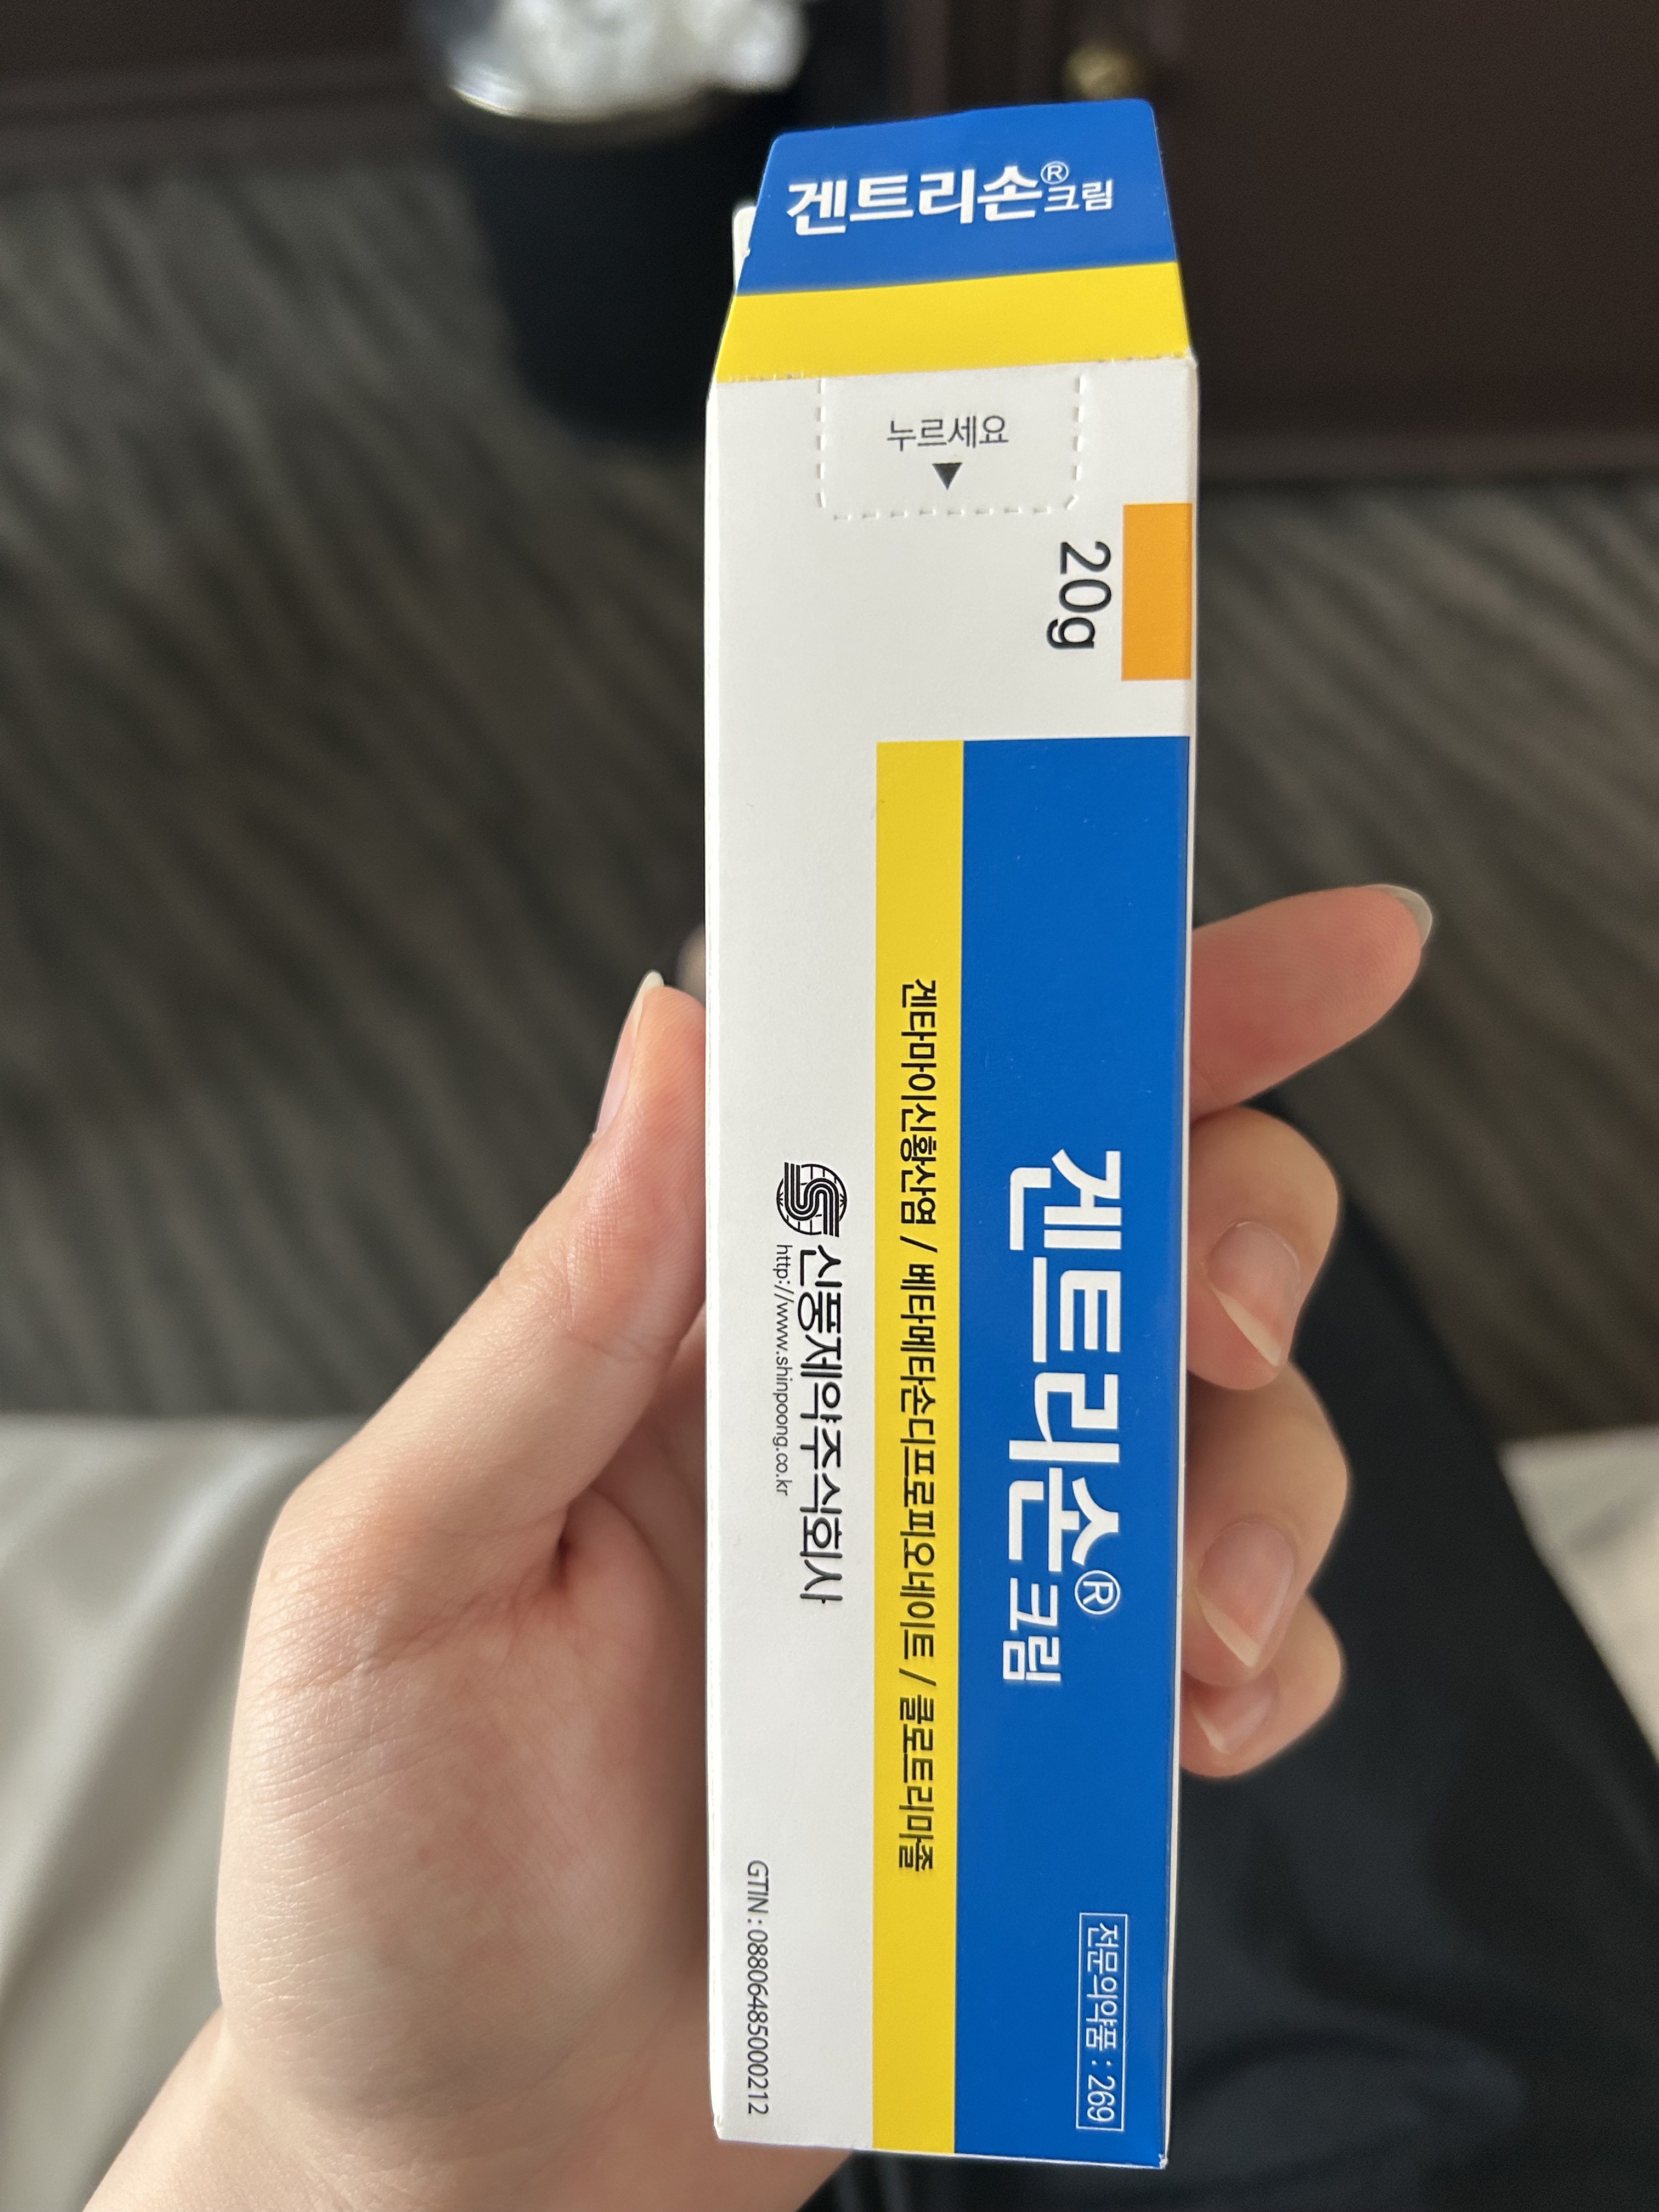 겐트리손® 크림
누르세요
20g
전문의약품 : 269
겐트리손® 크림
겐타마이신황산염 / 베타메타손디프로피오네이트 / 클로트리마졸
신풍제약주식회사
http://www.shinpoong.co.kr
GTIN : 08806485000212